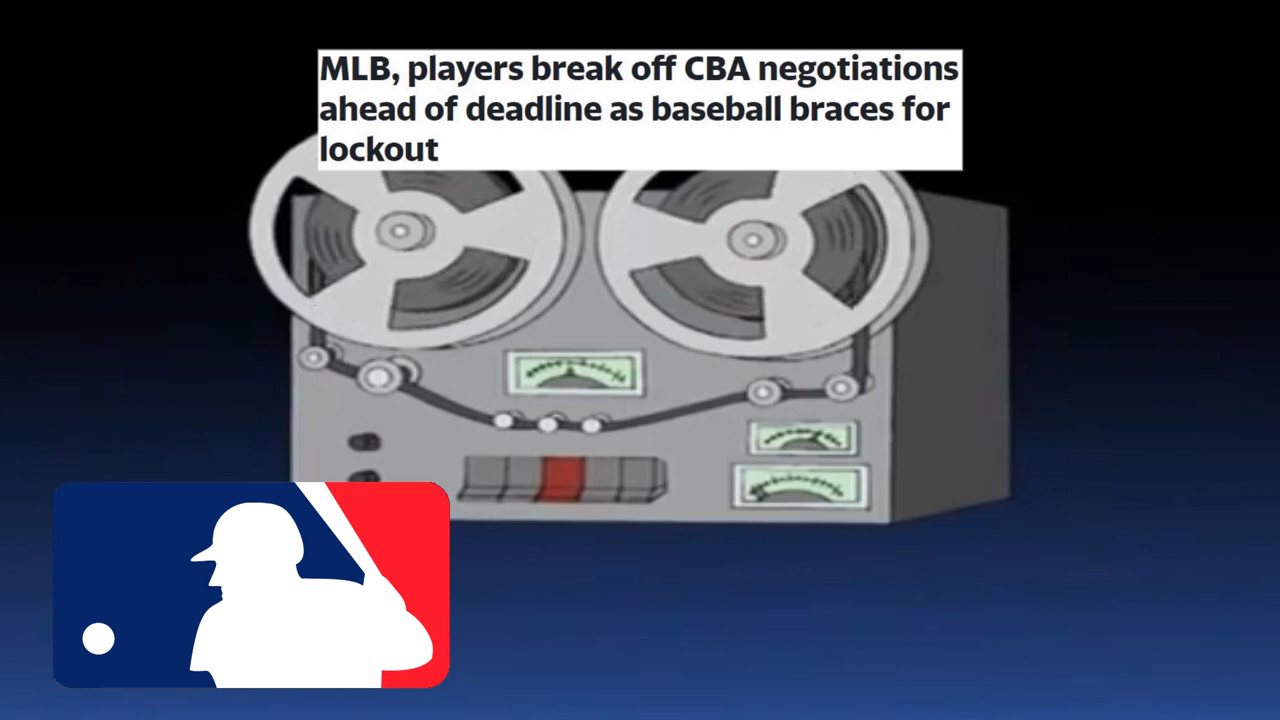 MLB, players break off CBA negotiations
ahead of deadline as baseball braces for
lockout